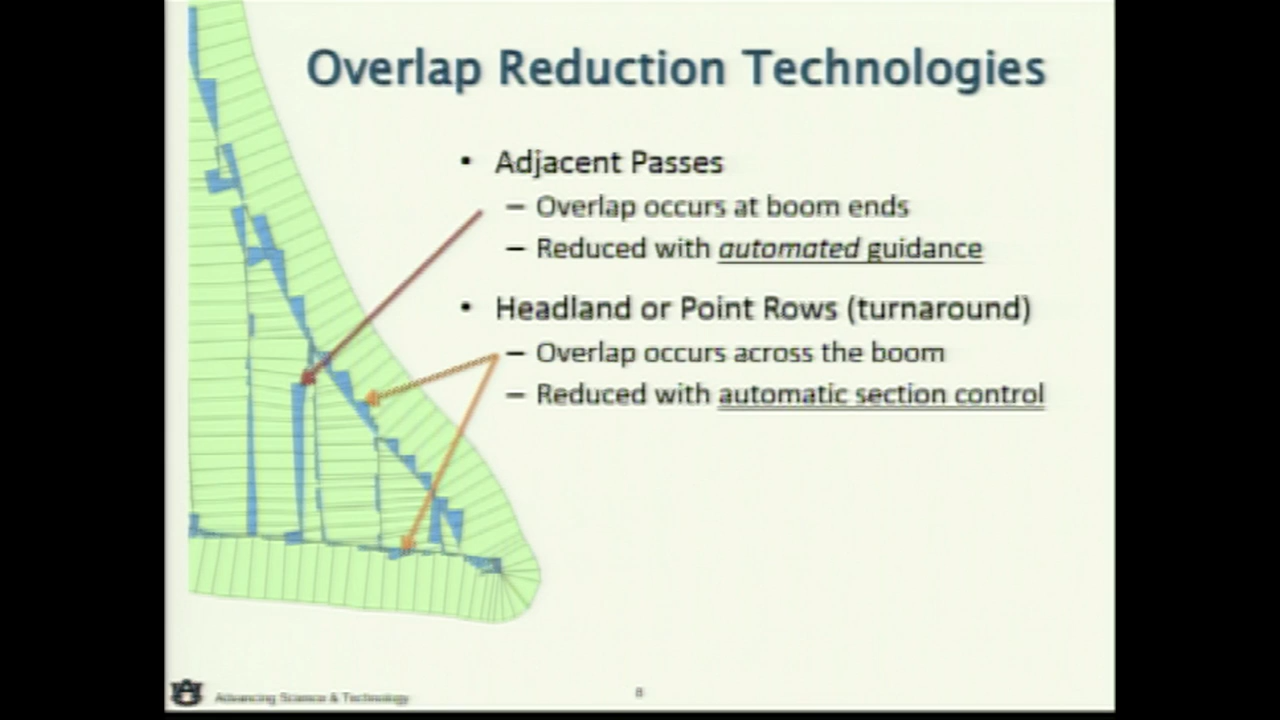 Overlap Reduction Technologies
• Adjacent Passes
– Overlap occurs at boom ends
– Reduced with automated guidance
• Headland or Point Rows (turnaround)
– Overlap occurs across the boom
– Reduced with automatic section control
AU
Advancing Science & Technology
8